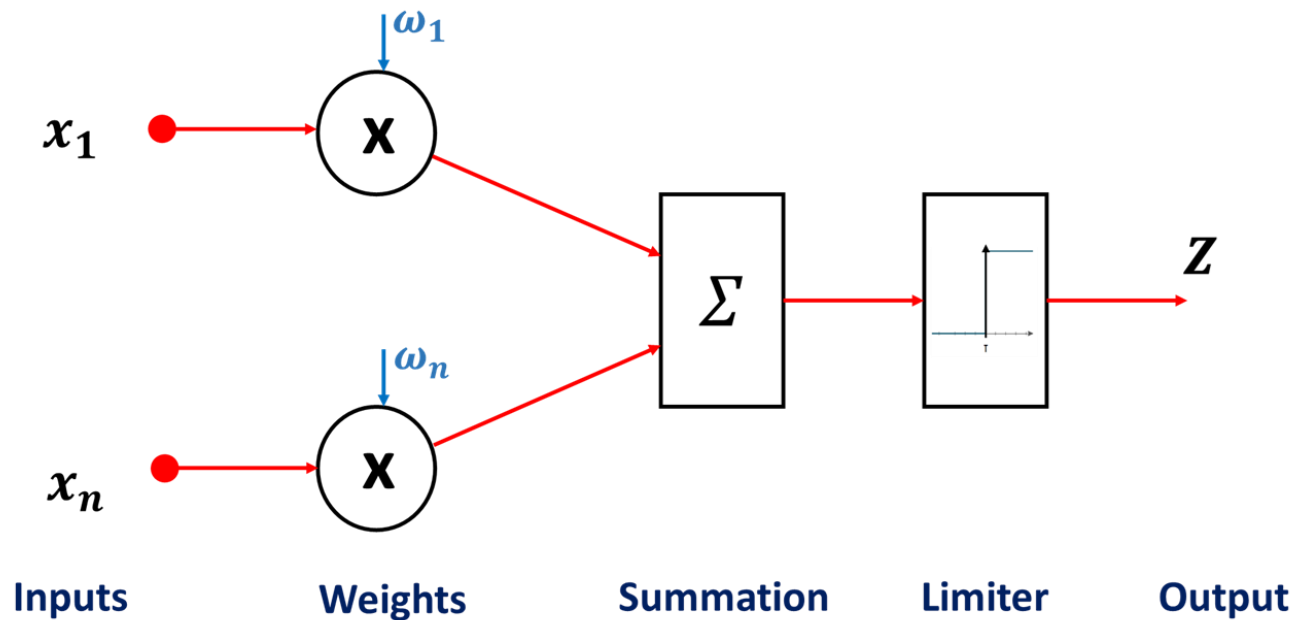 ω₁
x₁
X
Σ
T
Z
ωₙ
xₙ
X
Inputs Weights Summation Limiter Output